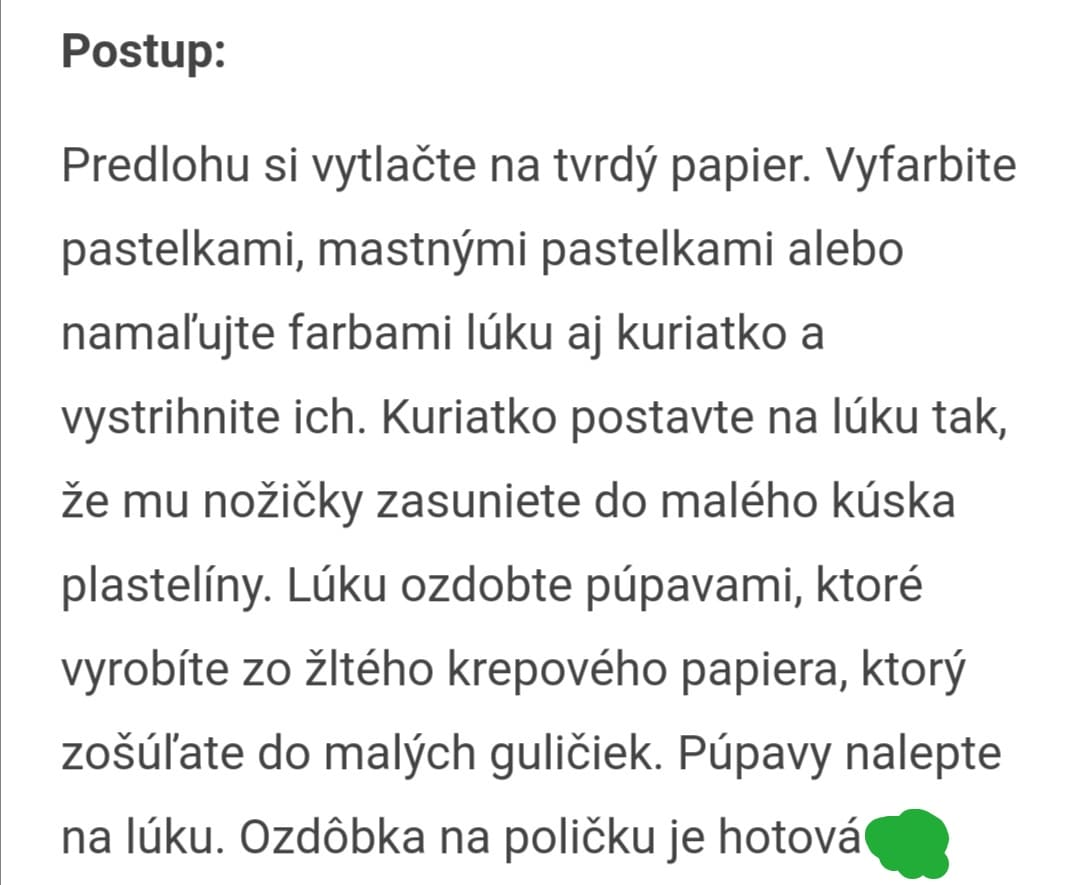 Postup:
Predlohu si vytlačte na tvrdý papier. Vyfarbite
pastelkami, mastnými pastelkami alebo
namaľujte farbami lúku aj kuriatko a
vystrihnite ich. Kuriatko postavte na lúku tak,
že mu nožičky zasuniete do malého kúska
plastelíny. Lúku ozdobte púpavami, ktoré
vyrobíte zo žltého krepového papiera, ktorý
zošúľate do malých guličiek. Púpavy nalepte
na lúku. Ozdôbka na poličku je hotová